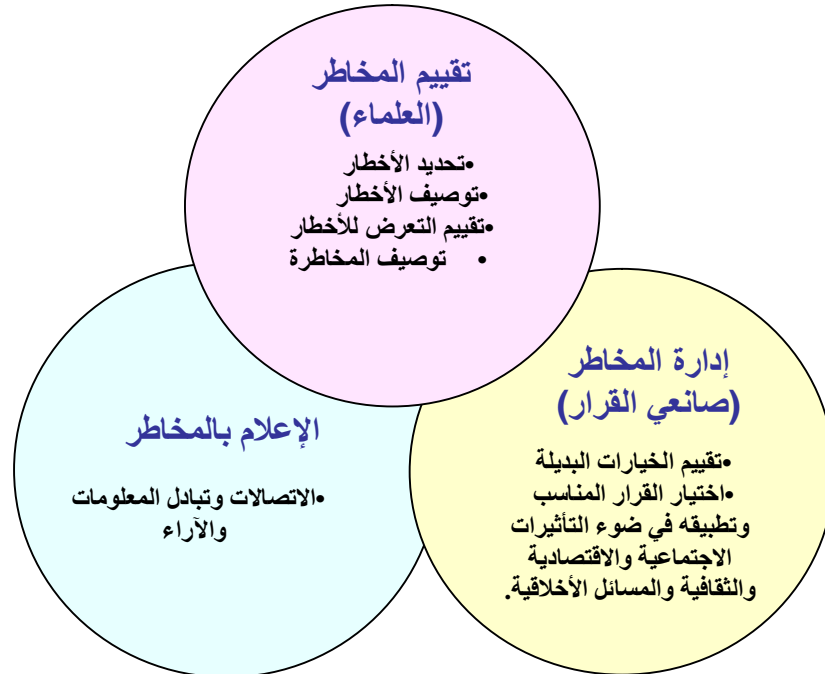 تقييم المخاطر
(العلماء)
•تحديد الأخطار
•توصيف الأخطار
•تقييم التعرض للأخطار
• توصيف المخاطرة
إدارة المخاطر
(صانعي القرار)
•تقييم الخيارات البديلة
•اختيار القرار المناسب
وتطبيقه في ضوء التأثيرات
الاجتماعية والاقتصادية
والثقافية والمسائل الأخلاقية.
الإعلام بالمخاطر
•الاتصالات وتبادل المعلومات
والآراء